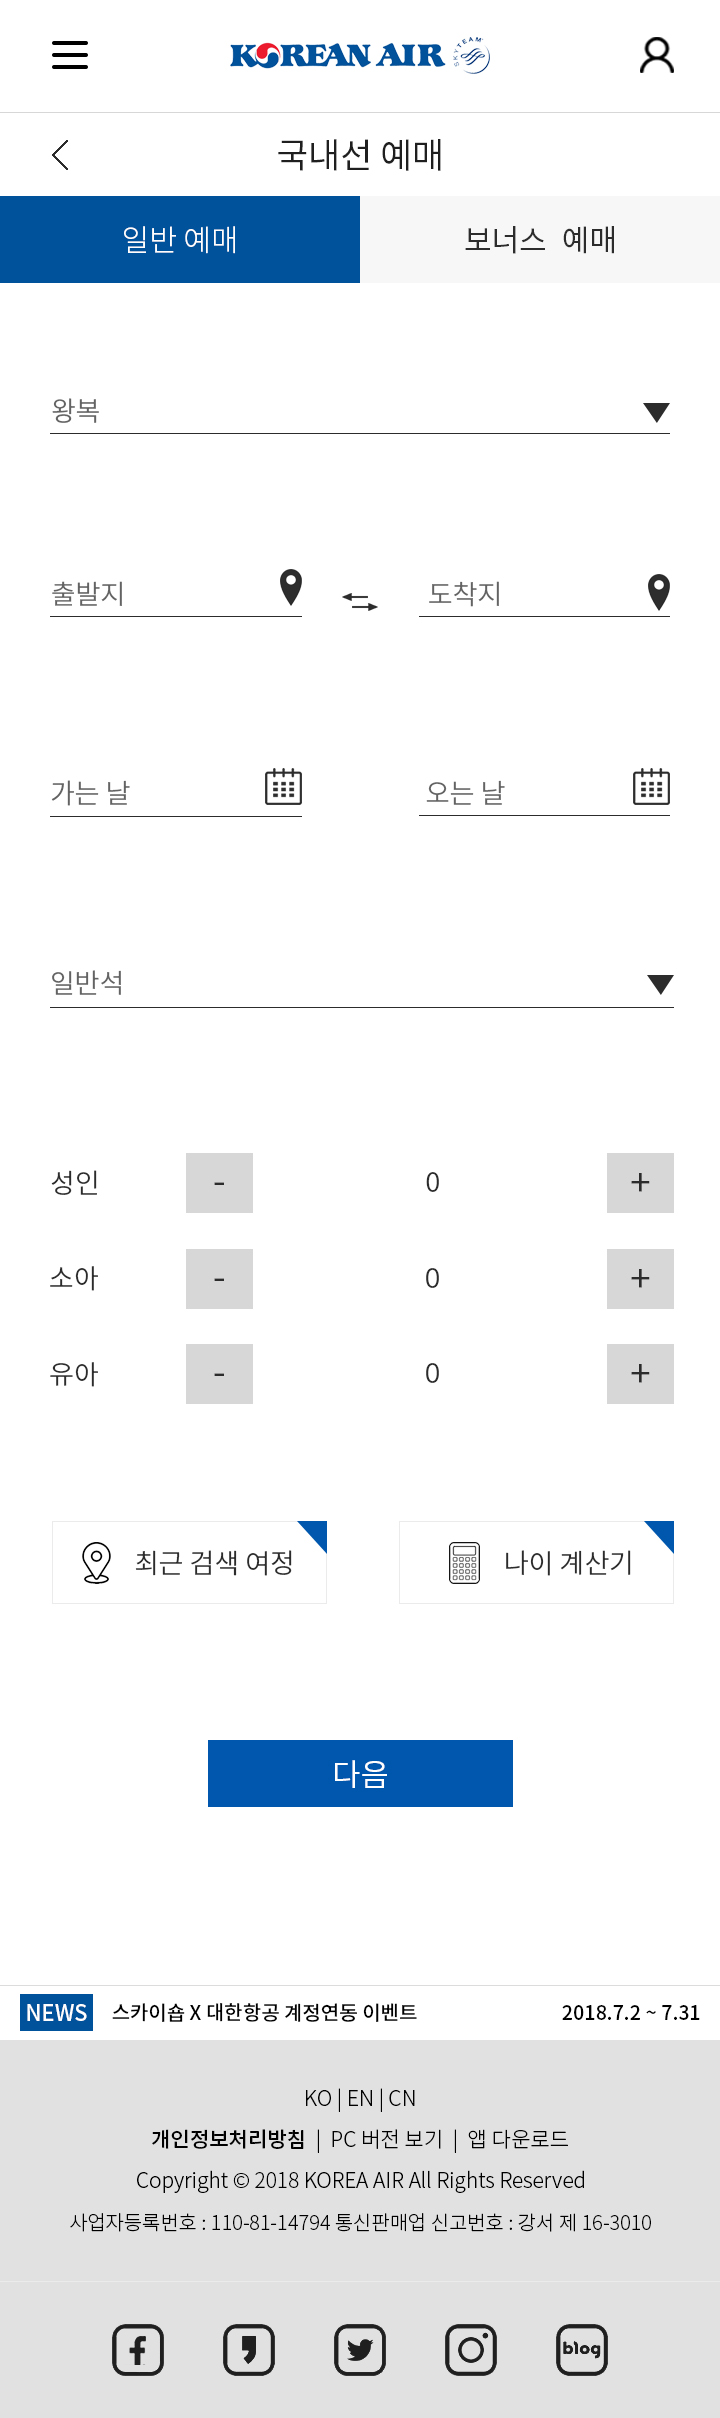 KOREAN AIR SKYTEAM
국내선 예매
일반 예매 보너스 예매
왕복
출발지 도착지
가는 날 오는 날
일반석
성인 - 0 +
소아 - 0 +
유아 - 0 +
최근 검색 여정 나이 계산기
다음
NEWS 스카이숍 X 대한항공 계정연동 이벤트 2018.7.2 ~ 7.31
KO | EN | CN
개인정보처리방침 | PC 버전 보기 | 앱 다운로드
Copyright © 2018 KOREA AIR All Rights Reserved
사업자등록번호 : 110-81-14794 통신판매업 신고번호 : 강서 제 16-3010
blog